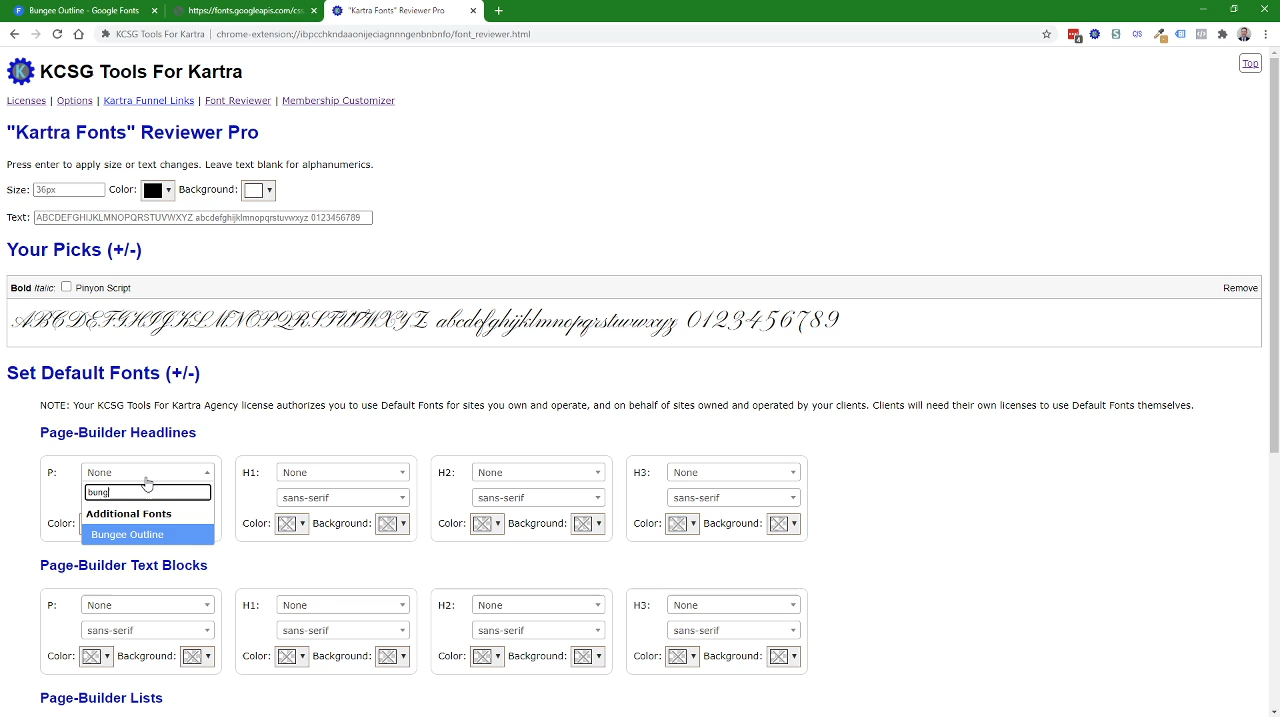 Bungee Outline - Google Fonts
https://fonts.googleapis.com/css
"Kartra Fonts" Reviewer Pro
KCSG Tools For Kartra | chrome-extension://ibpcchkndaaonijeciagnnngenbnbnfo/font_reviewer.html
KCSG Tools For Kartra
Top
Licenses | Options | Kartra Funnel Links | Font Reviewer | Membership Customizer
"Kartra Fonts" Reviewer Pro
Press enter to apply size or text changes. Leave text blank for alphanumerics.
Size: 36px Color: Background:
Text: ABCDEFGHIJKLMNOPQRSTUVWXYZ abcdefghijklmnopqrstuvwxyz 0123456789
Your Picks (+/-)
Bold Italic: Pinyon Script Remove
ABCDEFGHIJKLMNOPQRSTUVWXYZ abcdefghijklmnopqrstuvwxyz 0123456789
Set Default Fonts (+/-)
NOTE: Your KCSG Tools For Kartra Agency license authorizes you to use Default Fonts for sites you own and operate, and on behalf of sites owned and operated by your clients. Clients will need their own licenses to use Default Fonts themselves.
Page-Builder Headlines
P: None H1: None H2: None H3: None
bung sans-serif sans-serif sans-serif
Additional Fonts
Color: Color: Background: Color: Background: Color: Background:
Bungee Outline
Page-Builder Text Blocks
P: None H1: None H2: None H3: None
sans-serif sans-serif sans-serif sans-serif
Color: Background: Color: Background: Color: Background: Color: Background:
Page-Builder Lists